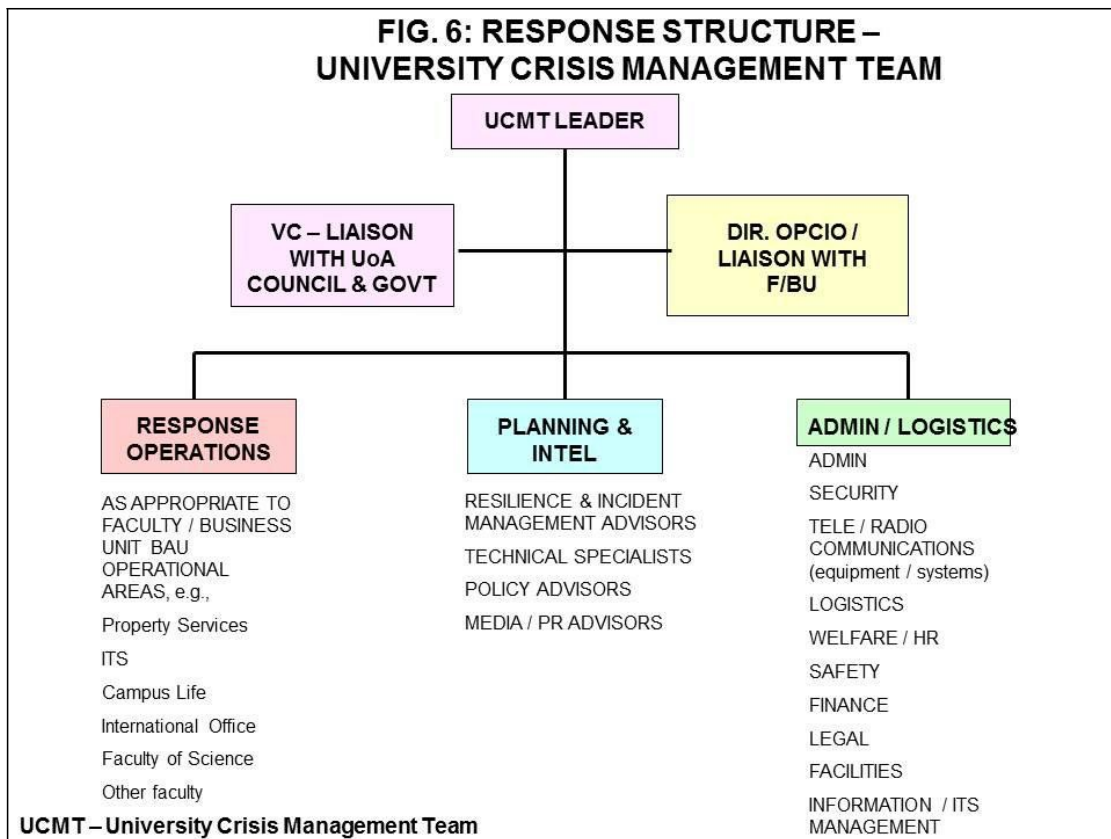 FIG. 6: RESPONSE STRUCTURE –
UNIVERSITY CRISIS MANAGEMENT TEAM
UCMT LEADER
VC – LIAISON
WITH UoA
COUNCIL & GOVT
DIR. OPCIO /
LIAISON WITH
F/BU
RESPONSE
OPERATIONS
AS APPROPRIATE TO
FACULTY / BUSINESS
UNIT BAU
OPERATIONAL
AREAS, e.g.,
Property Services
ITS
Campus Life
International Office
Faculty of Science
Other faculty
PLANNING &
INTEL
RESILIENCE & INCIDENT
MANAGEMENT ADVISORS
TECHNICAL SPECIALISTS
POLICY ADVISORS
MEDIA / PR ADVISORS
ADMIN / LOGISTICS
ADMIN
SECURITY
TELE / RADIO
COMMUNICATIONS
(equipment / systems)
LOGISTICS
WELFARE / HR
SAFETY
FINANCE
LEGAL
FACILITIES
INFORMATION / ITS
MANAGEMENT
UCMT – University Crisis Management Team